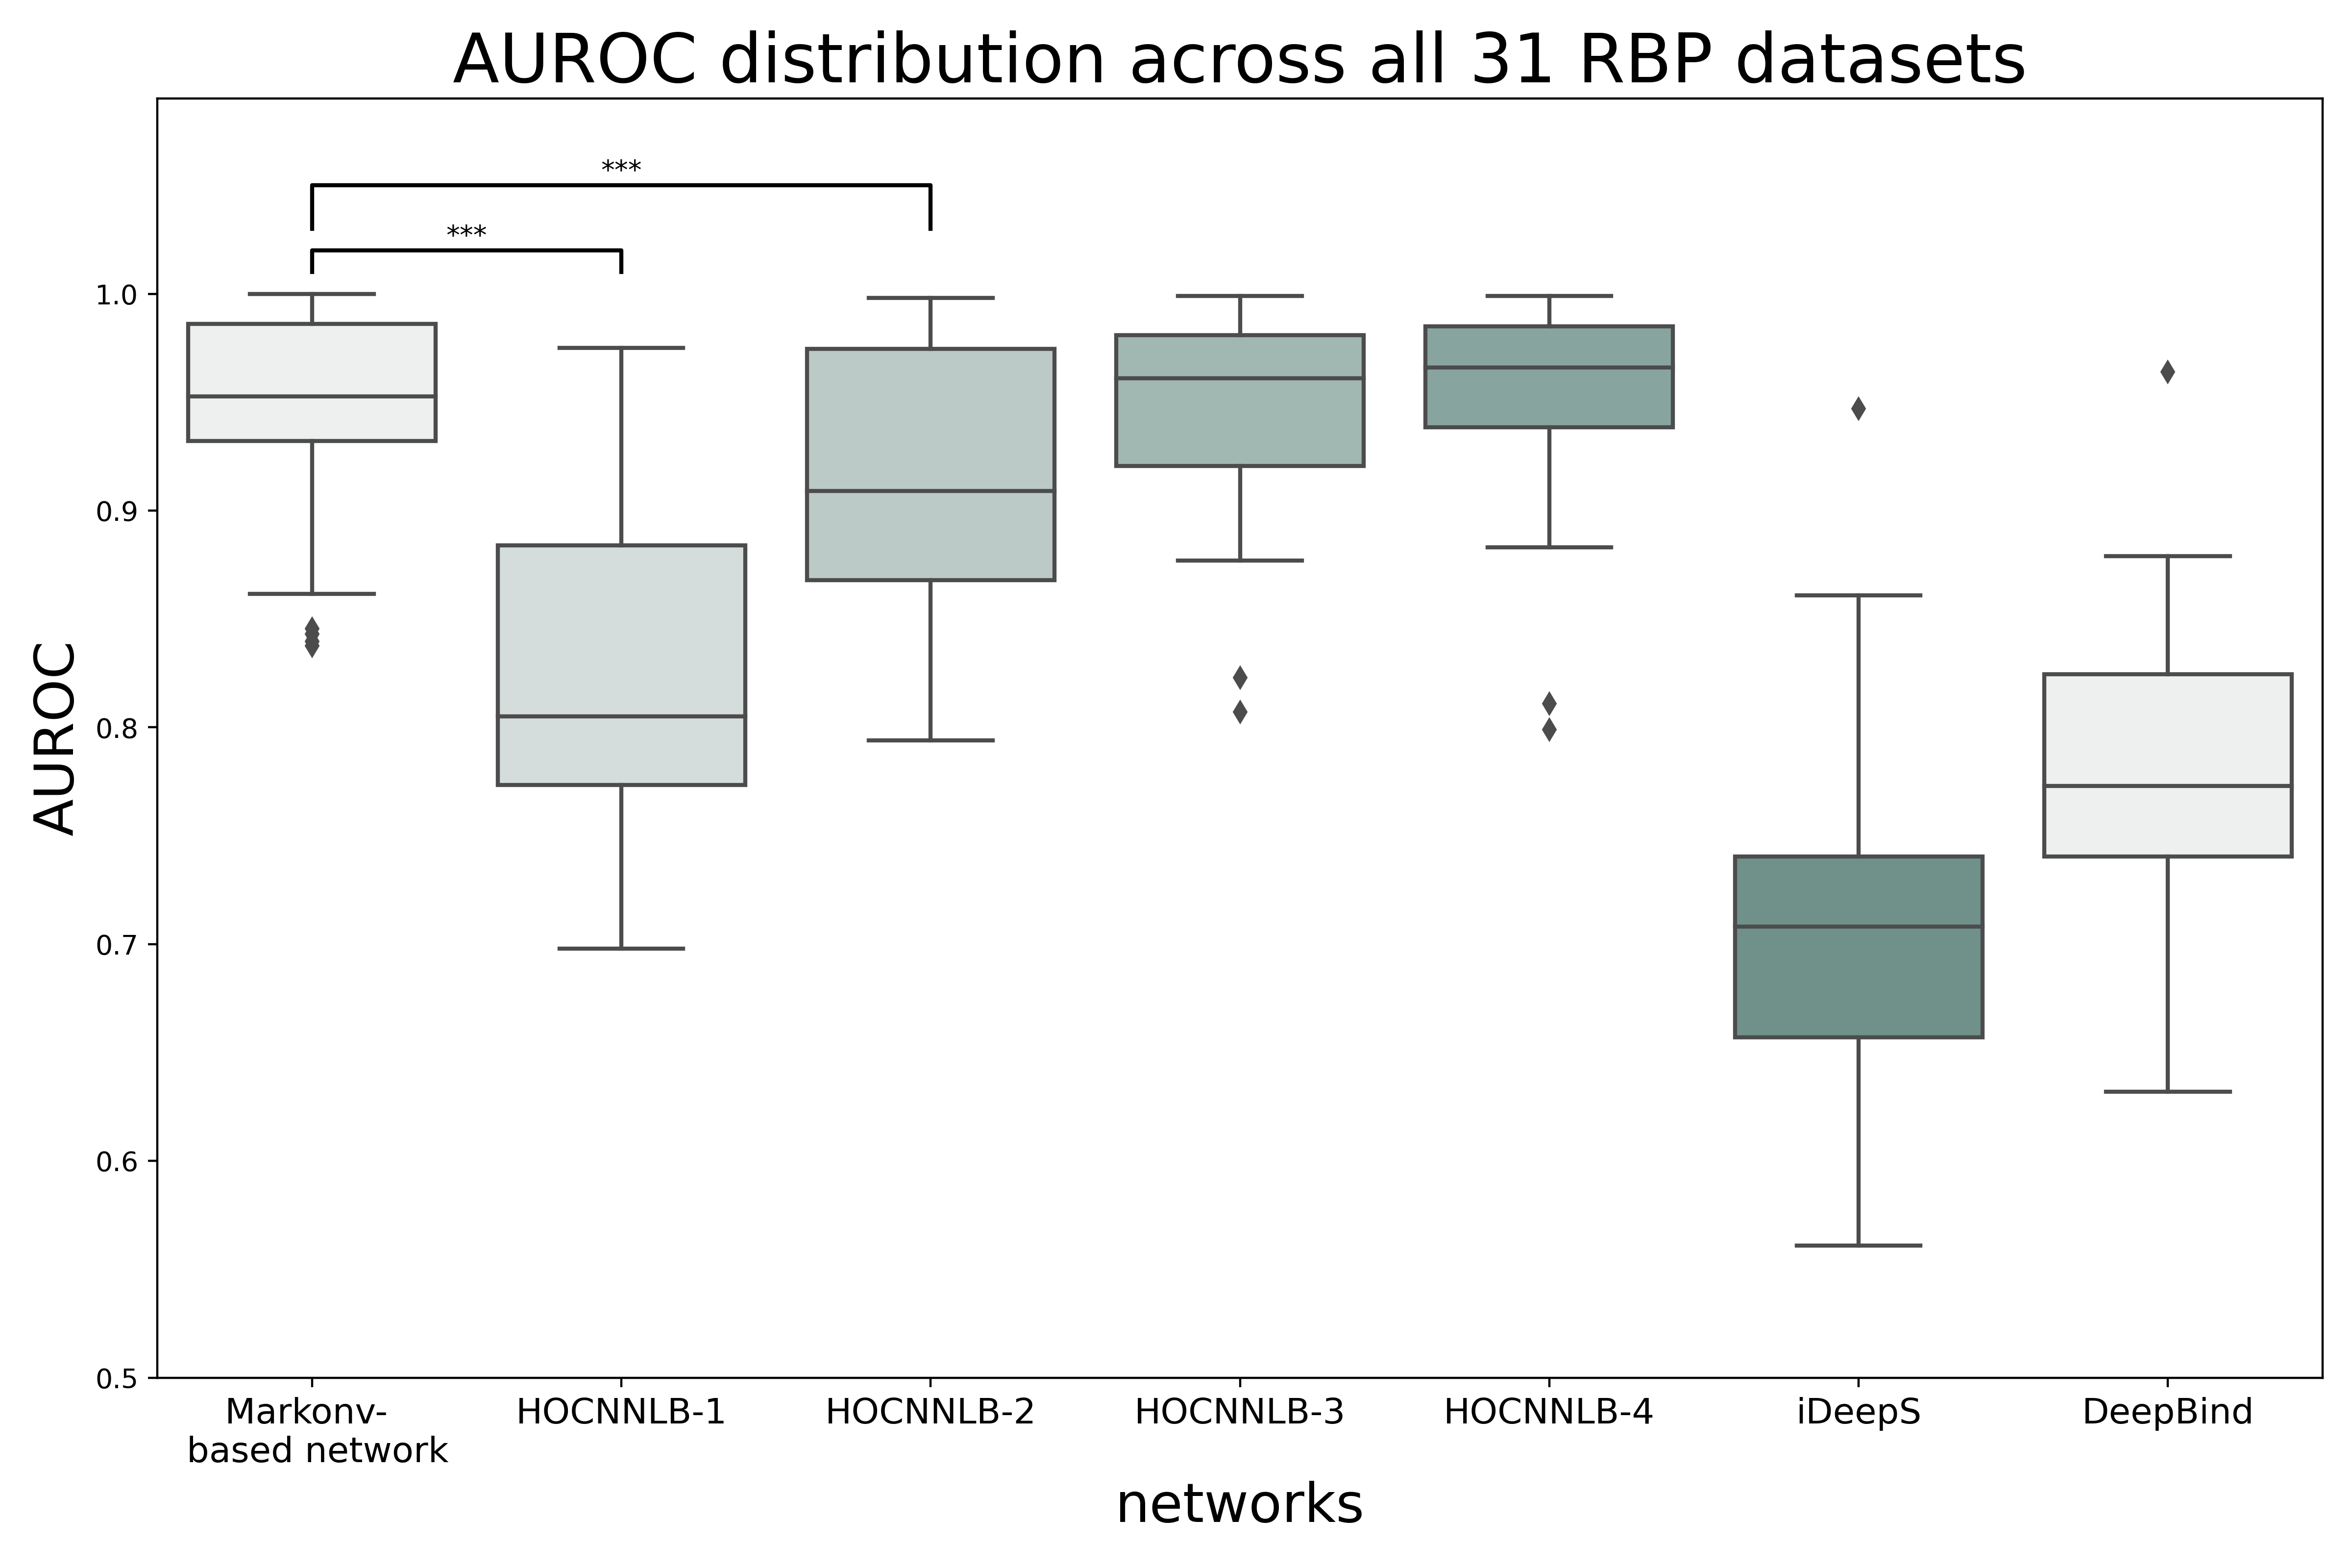 AUROC distribution across all 31 RBP datasets
***
***
1.0
0.9
0.8
0.7
0.6
0.5
AUROC
Markonv-
based network
HOCNNLB-1
HOCNNLB-2
HOCNNLB-3
HOCNNLB-4
iDeepS
DeepBind
networks